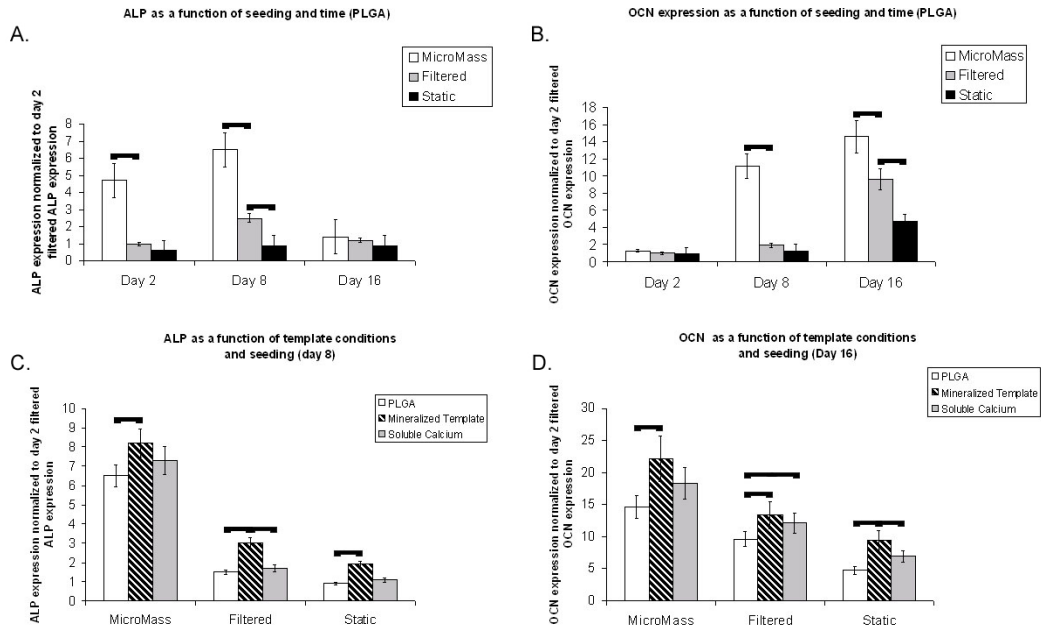 ALP as a function of seeding and time (PLGA)
A.
MicroMass
Filtered
Static
ALP expression normalized to day 2
filtered ALP expression
8
7
6
5
4
3
2
1
0
Day 2 Day 8 Day 16
OCN expression as a function of seeding and time (PLGA)
B.
MicroMass
Filtered
Static
OCN expression normalized to day 2 filtered
OCN expression
18
16
14
12
10
8
6
4
2
0
Day 2 Day 8 Day 16
ALP as a function of template conditions
and seeding (day 8)
C.
PLGA
Mineralized Template
Soluble Calcium
ALP expression normalized to day 2 filtered
ALP expression
10
9
8
7
6
5
4
3
2
1
0
MicroMass Filtered Static
OCN as a function of template conditions
and seeding (Day 16)
D.
PLGA
Mineralized Template
Soluble Calcium
OCN expression normalized to day 2 filtered
OCN expression
30
25
20
15
10
5
0
MicroMass Filtered Static